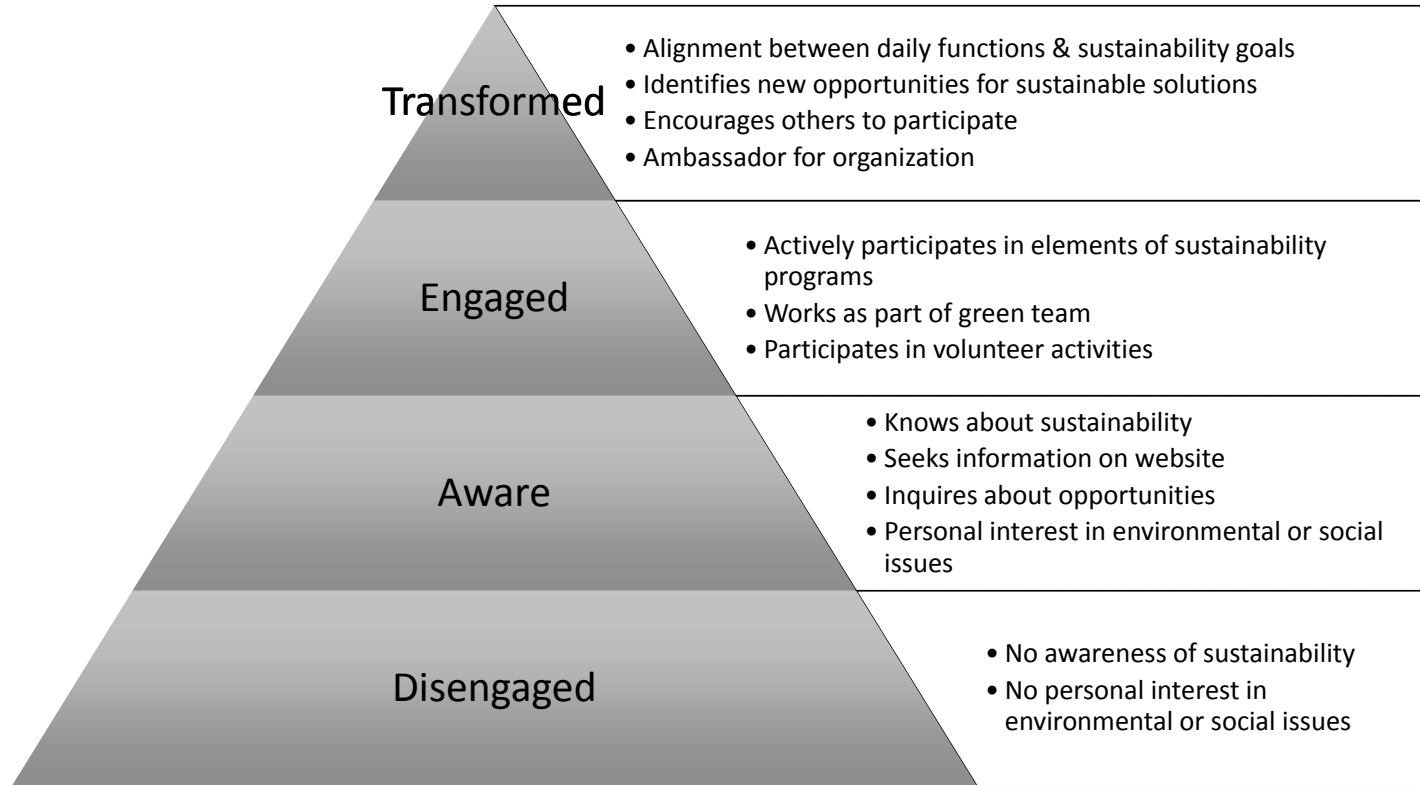 Transformed
• Alignment between daily functions & sustainability goals
• Identifies new opportunities for sustainable solutions
• Encourages others to participate
• Ambassador for organization
Engaged
• Actively participates in elements of sustainability
programs
• Works as part of green team
• Participates in volunteer activities
Aware
• Knows about sustainability
• Seeks information on website
• Inquires about opportunities
• Personal interest in environmental or social
issues
Disengaged
• No awareness of sustainability
• No personal interest in
environmental or social issues